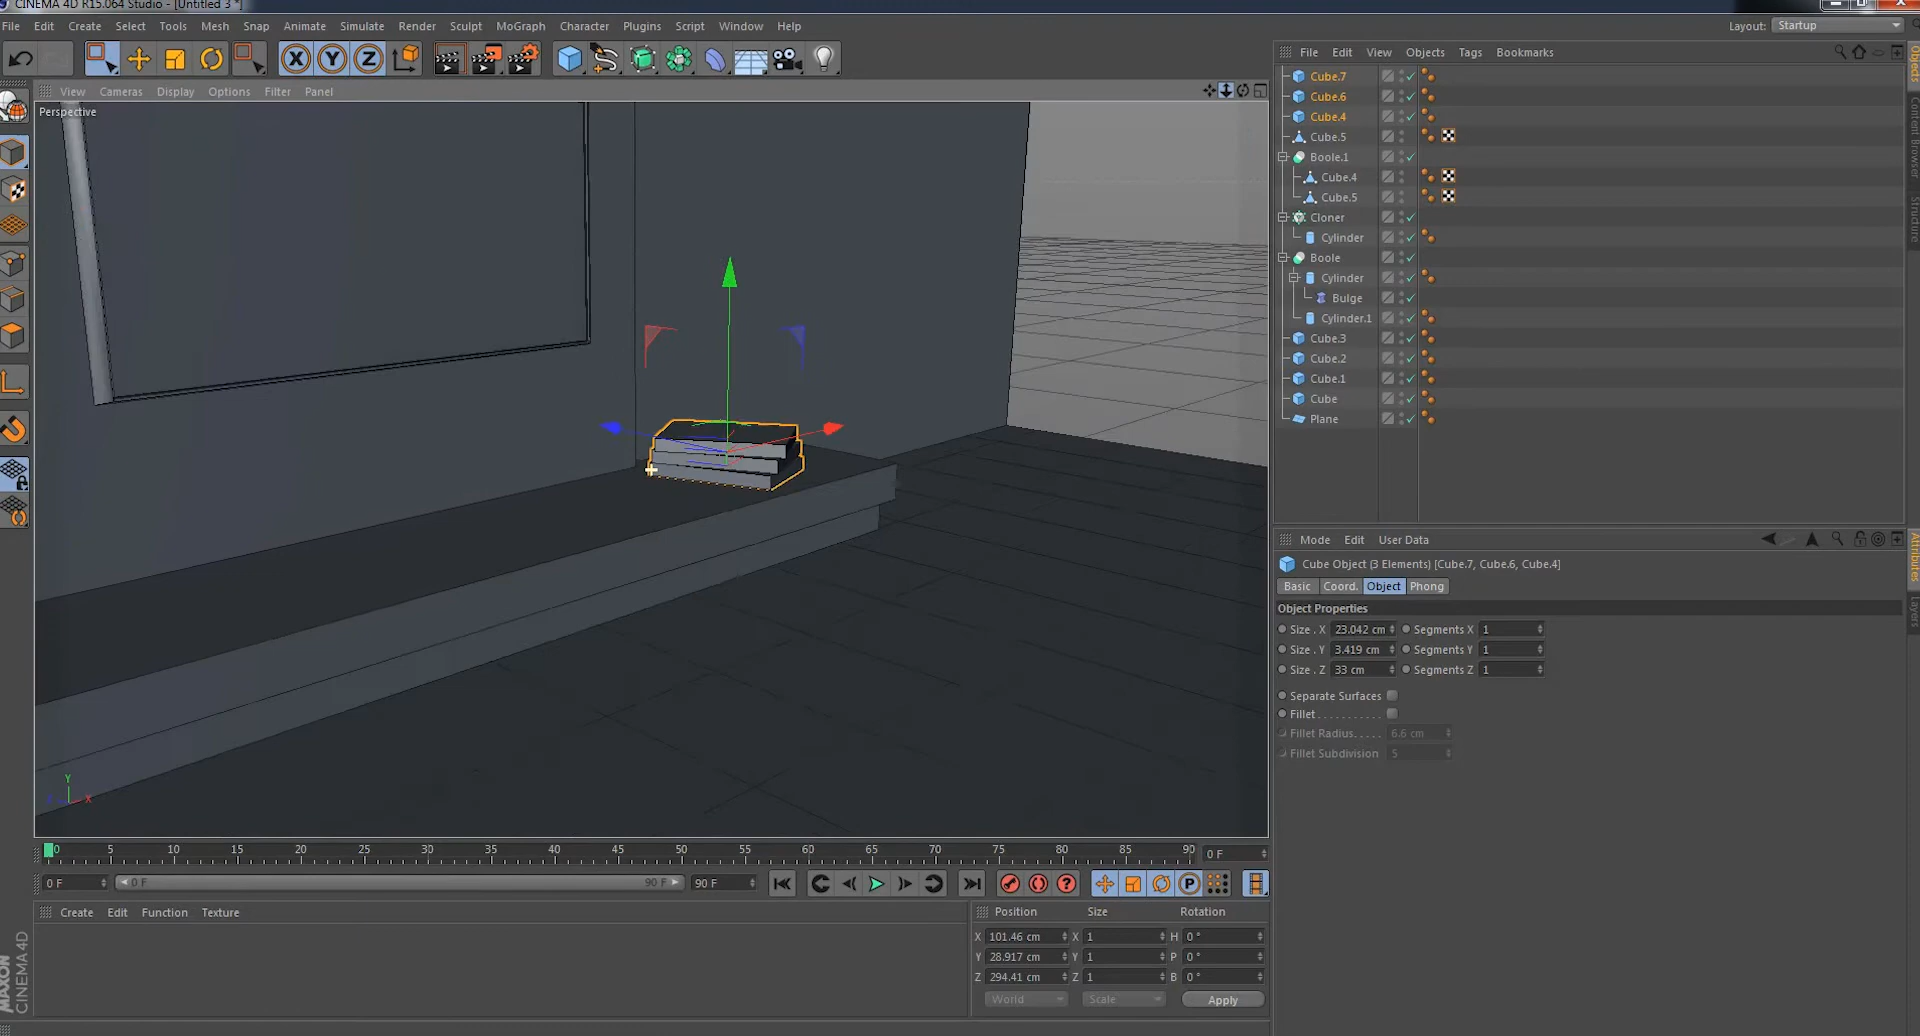 CINEMA 4D R15.064 Studio - [Untitled 3 *]
File Edit Create Select Tools Mesh Snap Animate Simulate Render Sculpt MoGraph Character Plugins Script Window Help
Layout: Startup
X Y Z
File Edit View Objects Tags Bookmarks
View Cameras Display Options Filter Panel
Perspective
Cube.7
Cube.6
Cube.4
Cube.5
Boole.1
Cube.4
Cube.5
Cloner
Cylinder
Boole
Cylinder
Bulge
Cylinder.1
Cube.3
Cube.2
Cube.1
Cube
Plane
Objects
Content Browser
Structure
Mode Edit User Data
Cube Object (3 Elements) [Cube.7, Cube.6, Cube.4]
Basic Coord. Object Phong
Object Properties
Size . X 23.042 cm Segments X 1
Size . Y 3.419 cm Segments Y 1
Size . Z 33 cm Segments Z 1
Separate Surfaces
Fillet . . . . . . . . . . .
Fillet Radius. . . . . 6.6 cm
Fillet Subdivision 5
Attributes
Layers
Y
X
0 5 10 15 20 25 30 35 40 45 50 55 60 65 70 75 80 85 90 0 F
0 F 0 F 90 F 90 F P
Create Edit Function Texture
Position Size Rotation
X 101.46 cm X 1 H 0 °
Y 28.917 cm Y 1 P 0 °
Z 294.41 cm Z 1 B 0 °
World Scale Apply
MAXON
CINEMA 4D